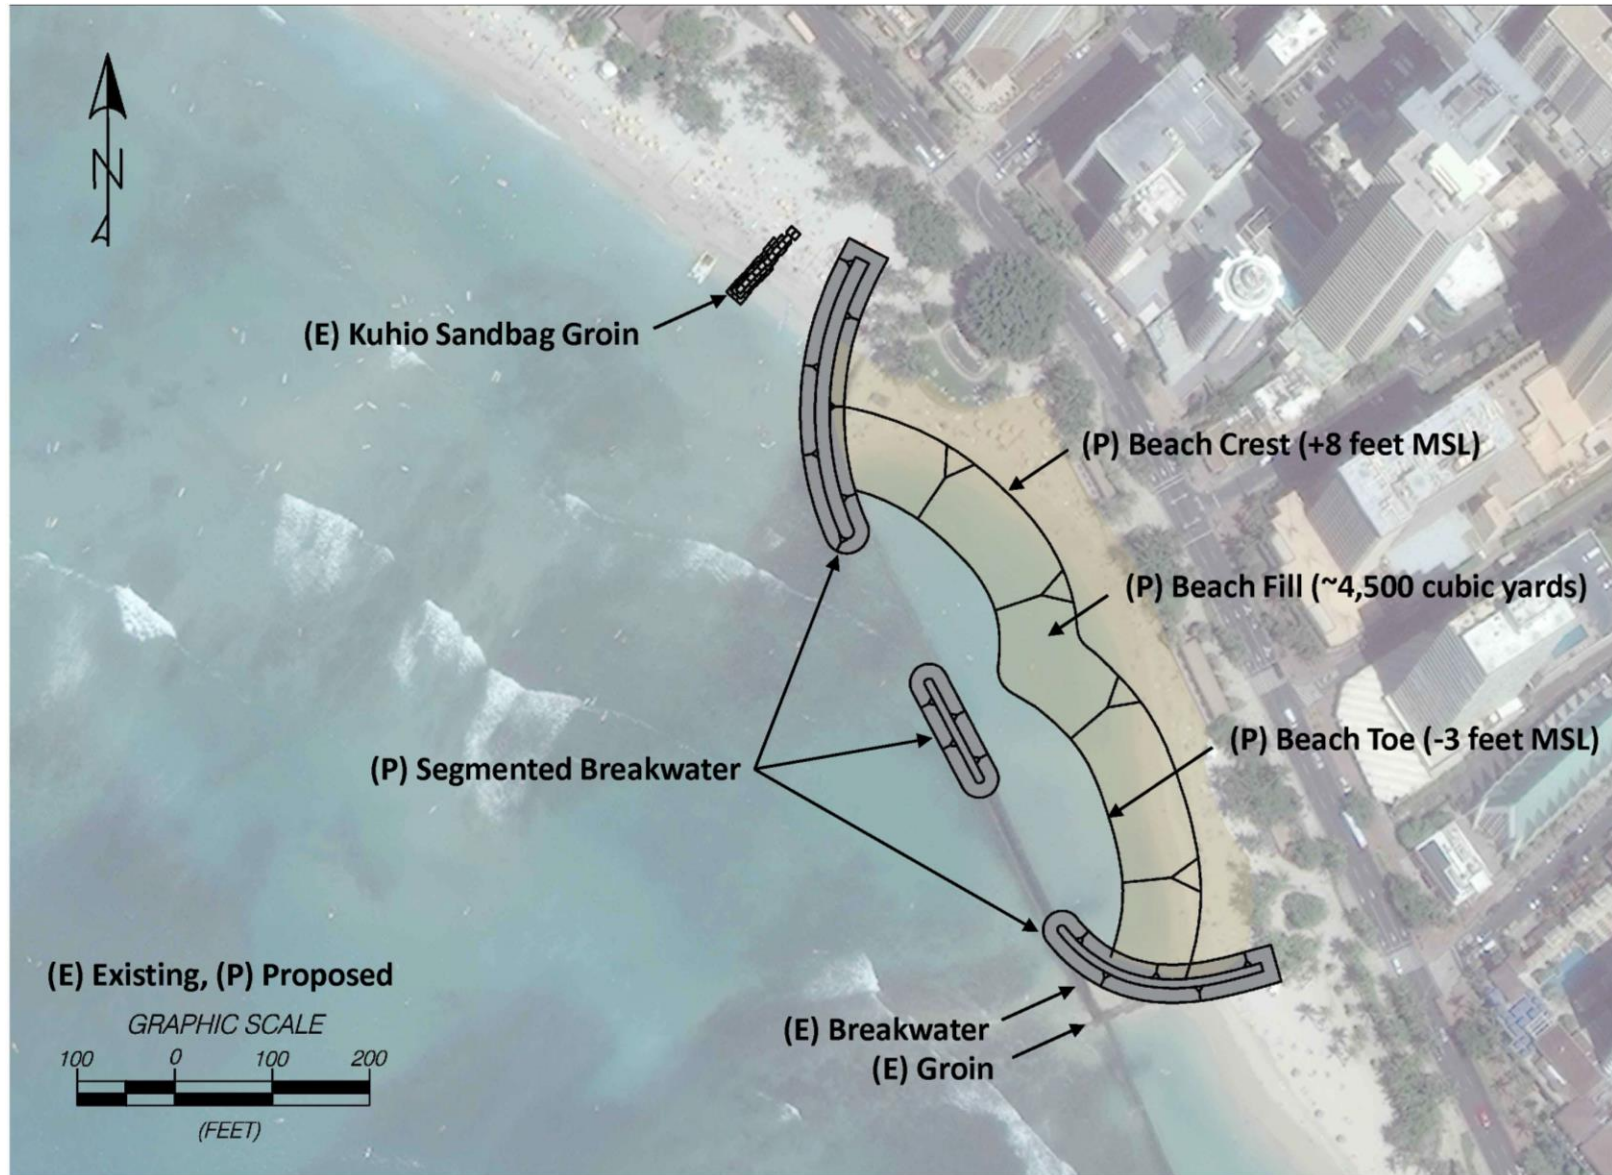 N
(E) Kuhio Sandbag Groin
(P) Beach Crest (+8 feet MSL)
(P) Beach Fill (~4,500 cubic yards)
(P) Beach Toe (-3 feet MSL)
(P) Segmented Breakwater
(E) Existing, (P) Proposed
GRAPHIC SCALE
100 0 100 200
(FEET)
(E) Breakwater
(E) Groin